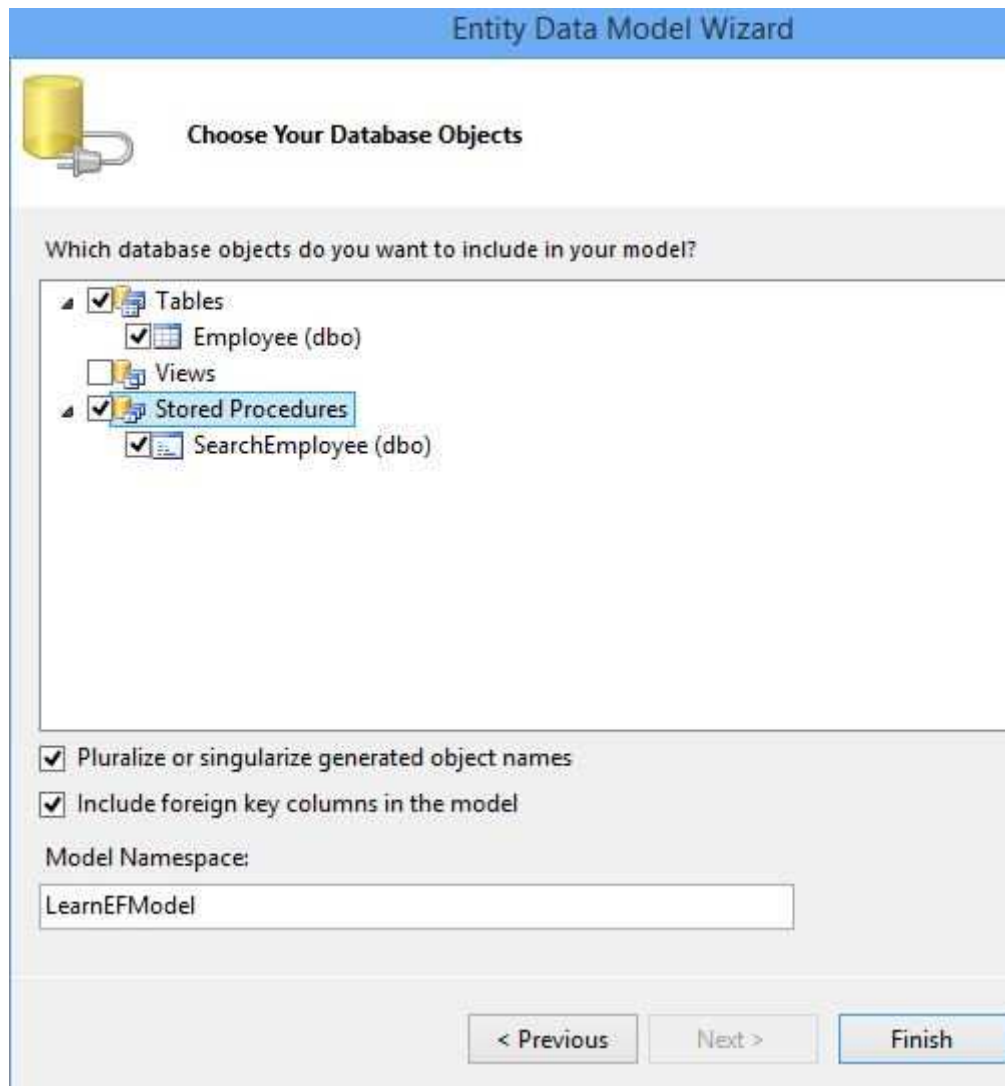 Entity Data Model Wizard
Choose Your Database Objects
Which database objects do you want to include in your model?
Tables
Employee (dbo)
Views
Stored Procedures
SearchEmployee (dbo)
Pluralize or singularize generated object names
Include foreign key columns in the model
Model Namespace:
LearnEFModel
< Previous Next > Finish